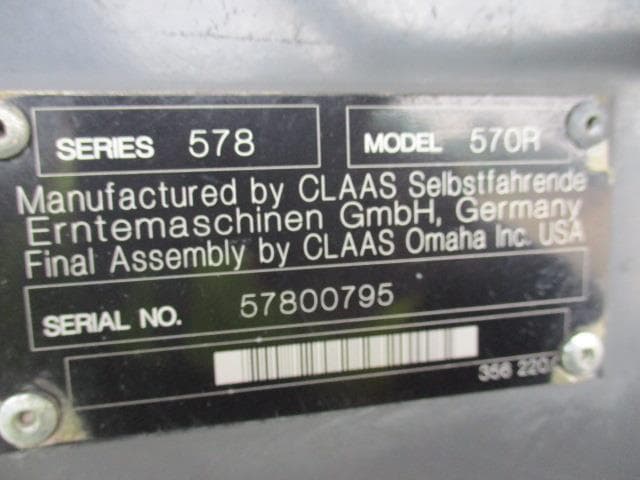 SERIES 578 MODEL 570R
Manufactured by CLAAS Selbstfahrende
Erntemaschinen GmbH, Germany
Final Assembly by CLAAS Omaha Inc. USA
SERIAL NO. 57800795
356